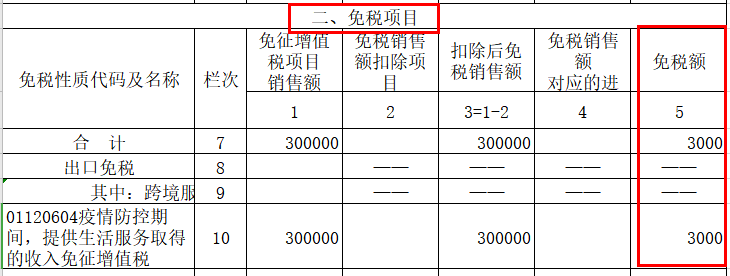 二、免税项目
免税性质代码及名称 栏次 免征增值税项目销售额 免税销售额扣除项目 扣除后免税销售额 免税销售额对应的进 免税额
1 2 3=1-2 4 5
合 计 7 300000 300000 3000
出口免税 8 —— —— ——
其中：跨境服 9 —— —— ——
01120604疫情防控期
间，提供生活服务取得 10 300000 300000 3000
的收入免征增值税